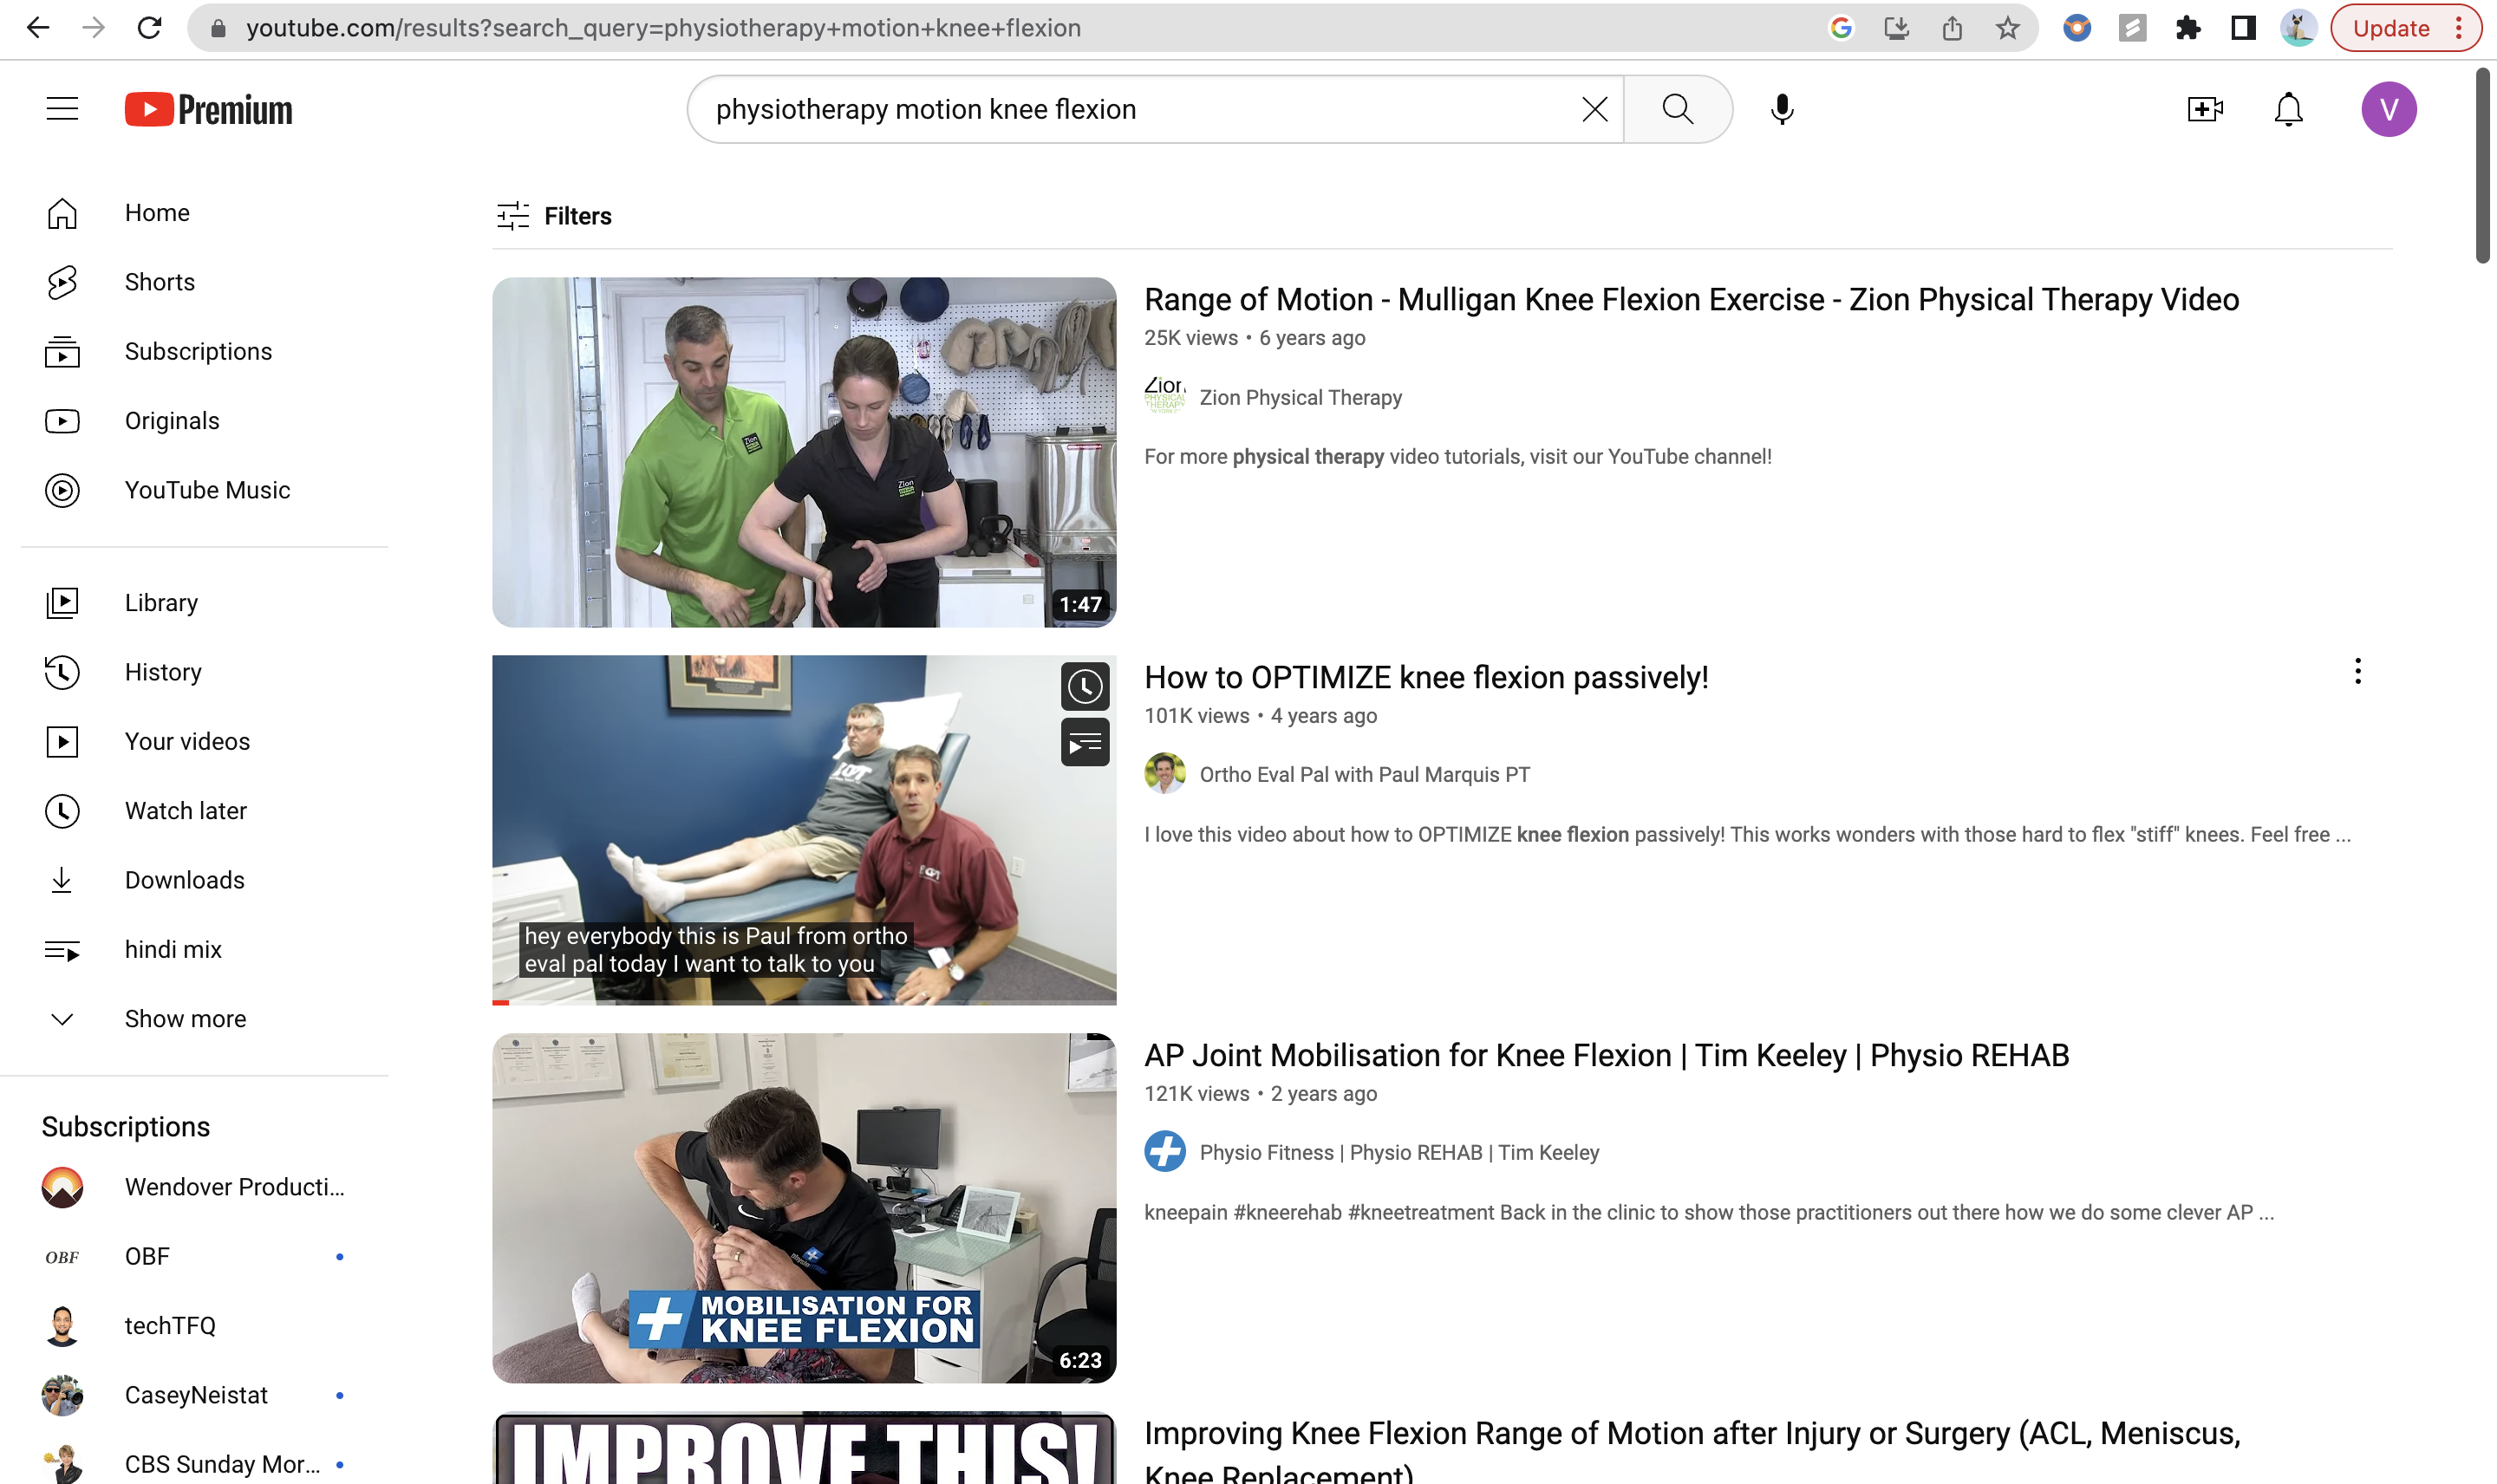 youtube.com/results?search_query=physiotherapy+motion+knee+flexion
Update
Premium
physiotherapy motion knee flexion
V
Home
Shorts
Subscriptions
Originals
YouTube Music
Library
History
Your videos
Watch later
Downloads
hindi mix
Show more
Subscriptions
Wendover Producti...
OBF OBF
techTFQ
CaseyNeistat
CBS Sunday Mor...
Filters
Zion
Zion
1:47
Range of Motion - Mulligan Knee Flexion Exercise - Zion Physical Therapy Video
25K views • 6 years ago
Zion PHYSICAL THERAPY
Zion Physical Therapy
For more physical therapy video tutorials, visit our YouTube channel!
hey everybody this is Paul from ortho
eval pal today I want to talk to you
How to OPTIMIZE knee flexion passively!
101K views • 4 years ago
Ortho Eval Pal with Paul Marquis PT
I love this video about how to OPTIMIZE knee flexion passively! This works wonders with those hard to flex "stiff" knees. Feel free ...
MOBILISATION FOR
KNEE FLEXION
6:23
AP Joint Mobilisation for Knee Flexion | Tim Keeley | Physio REHAB
121K views • 2 years ago
Physio Fitness | Physio REHAB | Tim Keeley
kneepain #kneerehab #kneetreatment Back in the clinic to show those practitioners out there how we do some clever AP ...
IMPROVE THIS!
Improving Knee Flexion Range of Motion after Injury or Surgery (ACL, Meniscus,
Knee Replacement)